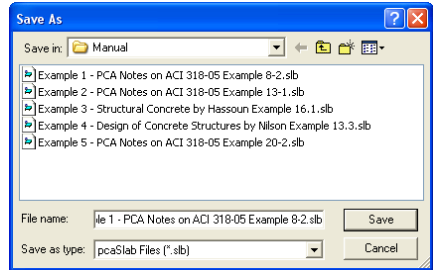 Save As
Save in: Manual
Example 1 - PCA Notes on ACI 318-05 Example 8-2.slb
Example 2 - PCA Notes on ACI 318-05 Example 13-1.slb
Example 3 - Structural Concrete by Hassoun Example 16.1.slb
Example 4 - Design of Concrete Structures by Nilson Example 13.3.slb
Example 5 - PCA Notes on ACI 318-05 Example 20-2.slb
File name: le 1 - PCA Notes on ACI 318-05 Example 8-2.slb Save
Save as type: pcaSlab Files (*.slb) Cancel